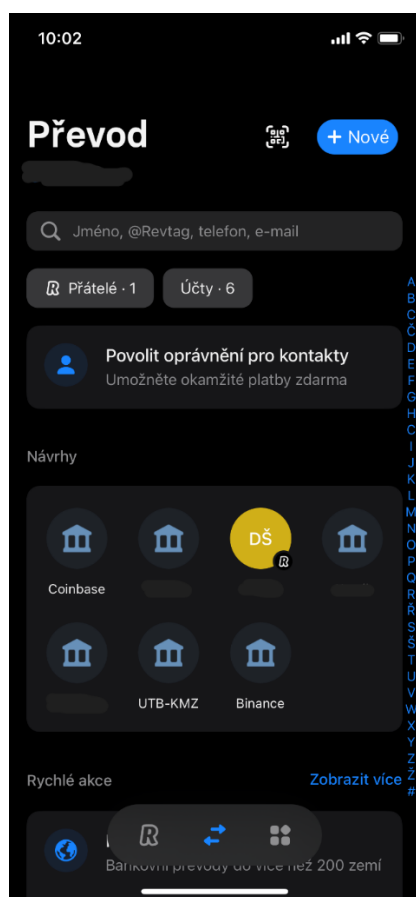 10:02
Převod
+ Nové
Jméno, @Revtag, telefon, e-mail
Přátelé · 1
Účty · 6
Povolit oprávnění pro kontakty
Umožněte okamžité platby zdarma
Návrhy
DŠ
Coinbase
UTB-KMZ
Binance
Rychlé akce
Zobrazit více
Bankovní převody do více než 200 zemí
A
B
C
Č
D
E
F
G
H
C
I
J
K
L
M
N
O
P
Q
R
Ř
S
Š
T
U
V
W
X
Y
Z
Ž
#